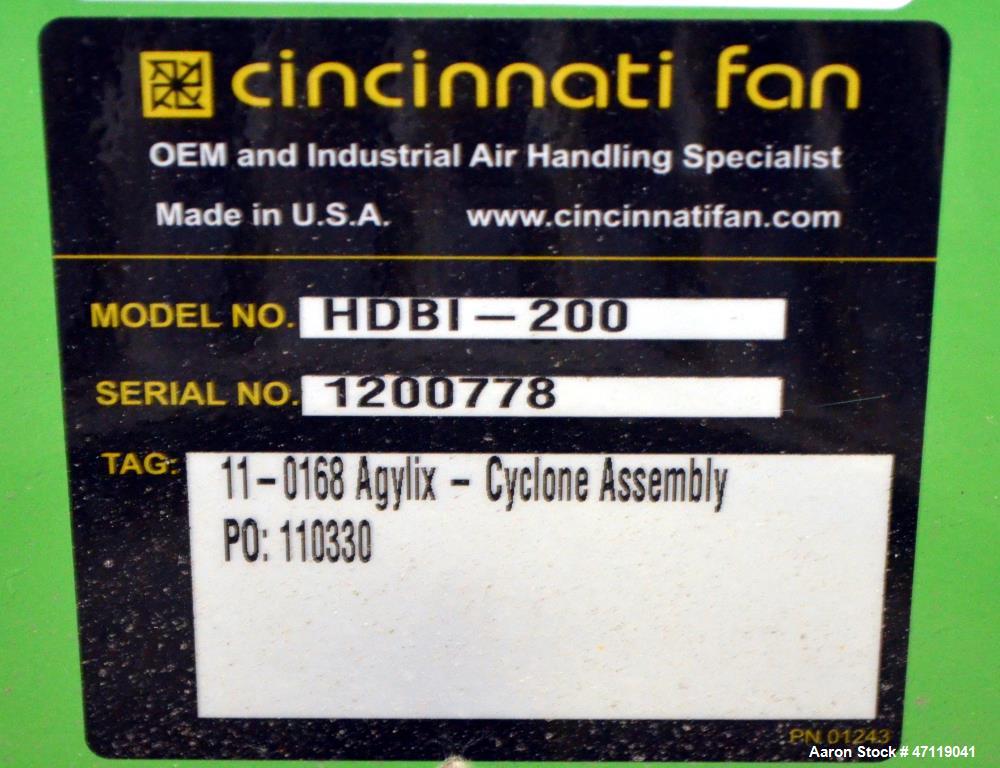 cincinnati fan
OEM and Industrial Air Handling Specialist
Made in U.S.A. www.cincinnatifan.com
MODEL NO. HDBI-200
SERIAL NO. 1200778
TAG: 11-0168 Agylix - Cyclone Assembly
PO: 110330
PN 01243
Aaron Stock # 47119041